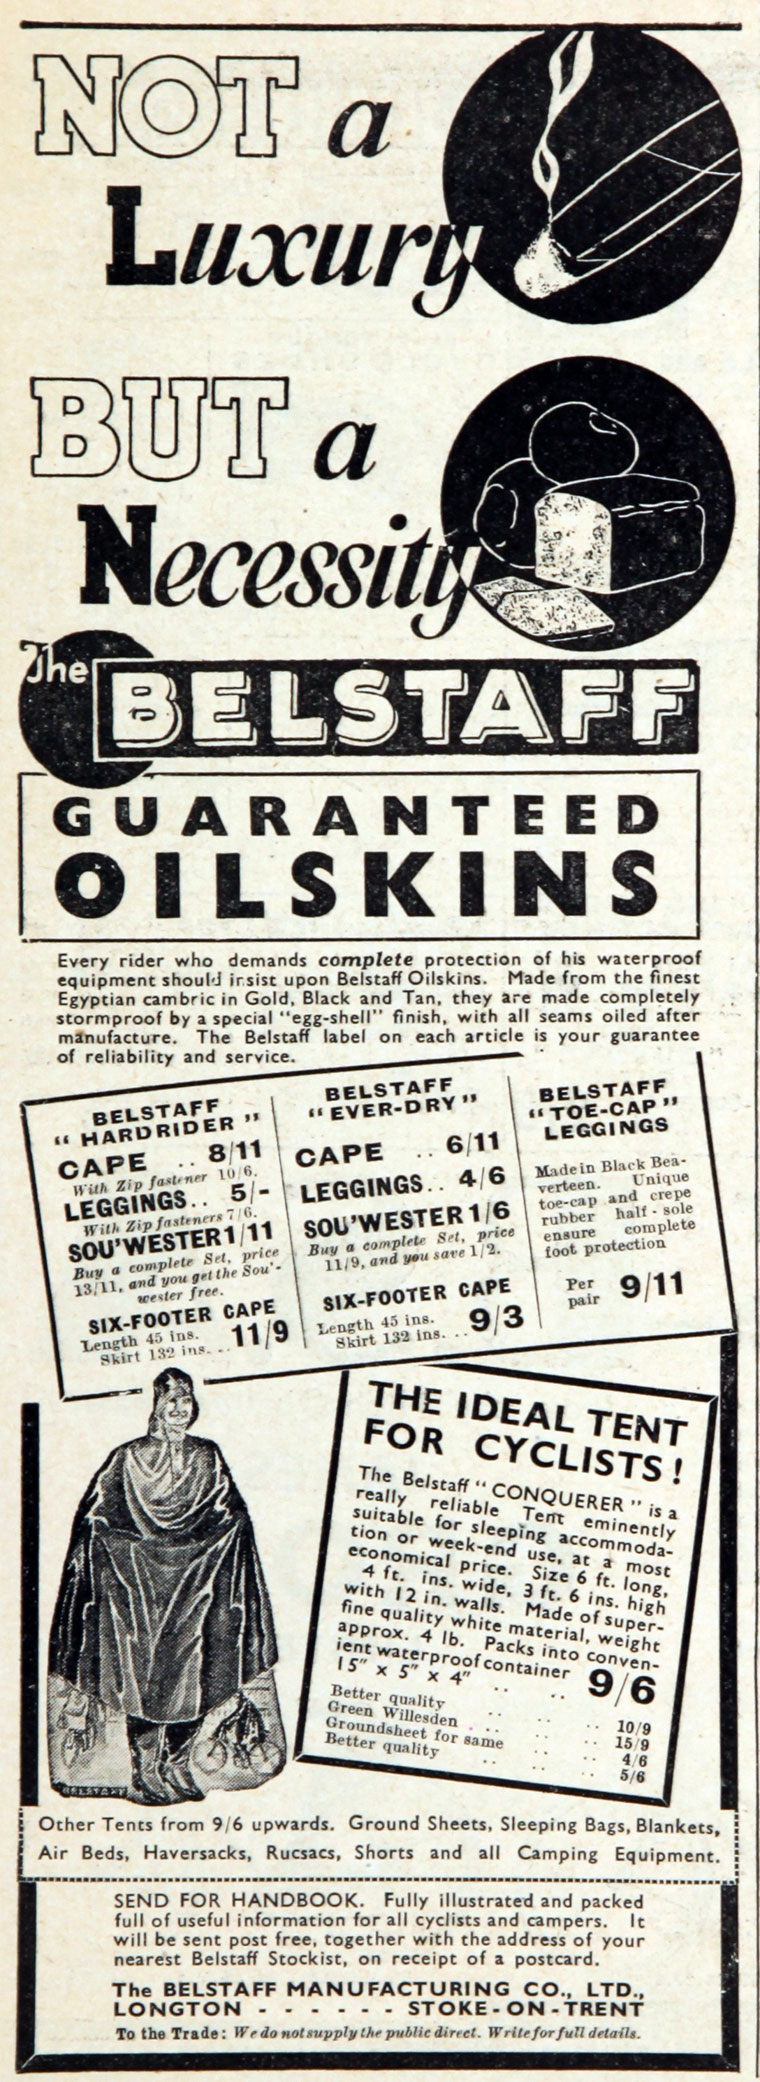 NOT a
Luxury
BUT a
Necessity
The BELSTAFF
GUARANTEED
OILSKINS
Every rider who demands complete protection of his waterproof
equipment should insist upon Belstaff Oilskins. Made from the finest
Egyptian cambric in Gold, Black and Tan, they are made completely
stormproof by a special "egg-shell" finish, with all seams oiled after
manufacture. The Belstaff label on each article is your guarantee
of reliability and service.
BELSTAFF
"HARDRIDER"
CAPE .. 8/11
With Zip fastener 10/6.
LEGGINGS.. 5/-
With Zip fasteners 7/6.
SOU'WESTER 1/11
Buy a complete Set, price
13/11, and you get the Sou'-
wester free.
SIX-FOOTER CAPE
Length 45 ins.
Skirt 132 ins. .. 11/9
BELSTAFF
"EVER-DRY"
CAPE .. 6/11
LEGGINGS.. 4/6
SOU'WESTER 1/6
Buy a complete Set, price
11/9, and you save 1/2.
SIX-FOOTER CAPE
Length 45 ins.
Skirt 132 ins. ... 9/3
BELSTAFF
"TOE-CAP"
LEGGINGS
Made in Black Bea-
verteen. Unique
toe-cap and crepe
rubber half-sole
ensure complete
foot protection
Per
pair 9/11
THE IDEAL TENT
FOR CYCLISTS!
The Belstaff "CONQUERER" is a
really reliable Tent eminently
suitable for sleeping accommoda-
tion or week-end use, at a most
economical price. Size 6 ft. long,
4 ft. ins. wide, 3 ft. 6 ins. high
with 12 in. walls. Made of super-
fine quality white material, weight
approx. 4 lb. Packs into conven-
ient waterproof container
15" x 5" x 4" .. .. 9/6
Better quality .. .. 10/9
Green Willesden .. .. 15/9
Groundsheet for same .. .. 4/6
Better quality .. .. 5/6
BELSTAFF
Other Tents from 9/6 upwards. Ground Sheets, Sleeping Bags, Blankets,
Air Beds, Haversacks, Rucsacs, Shorts and all Camping Equipment.
SEND FOR HANDBOOK. Fully illustrated and packed
full of useful information for all cyclists and campers. It
will be sent post free, together with the address of your
nearest Belstaff Stockist, on receipt of a postcard.
The BELSTAFF MANUFACTURING CO., LTD.,
LONGTON - - - - - - STOKE-ON-TRENT
To the Trade: We do not supply the public direct. Write for full details.